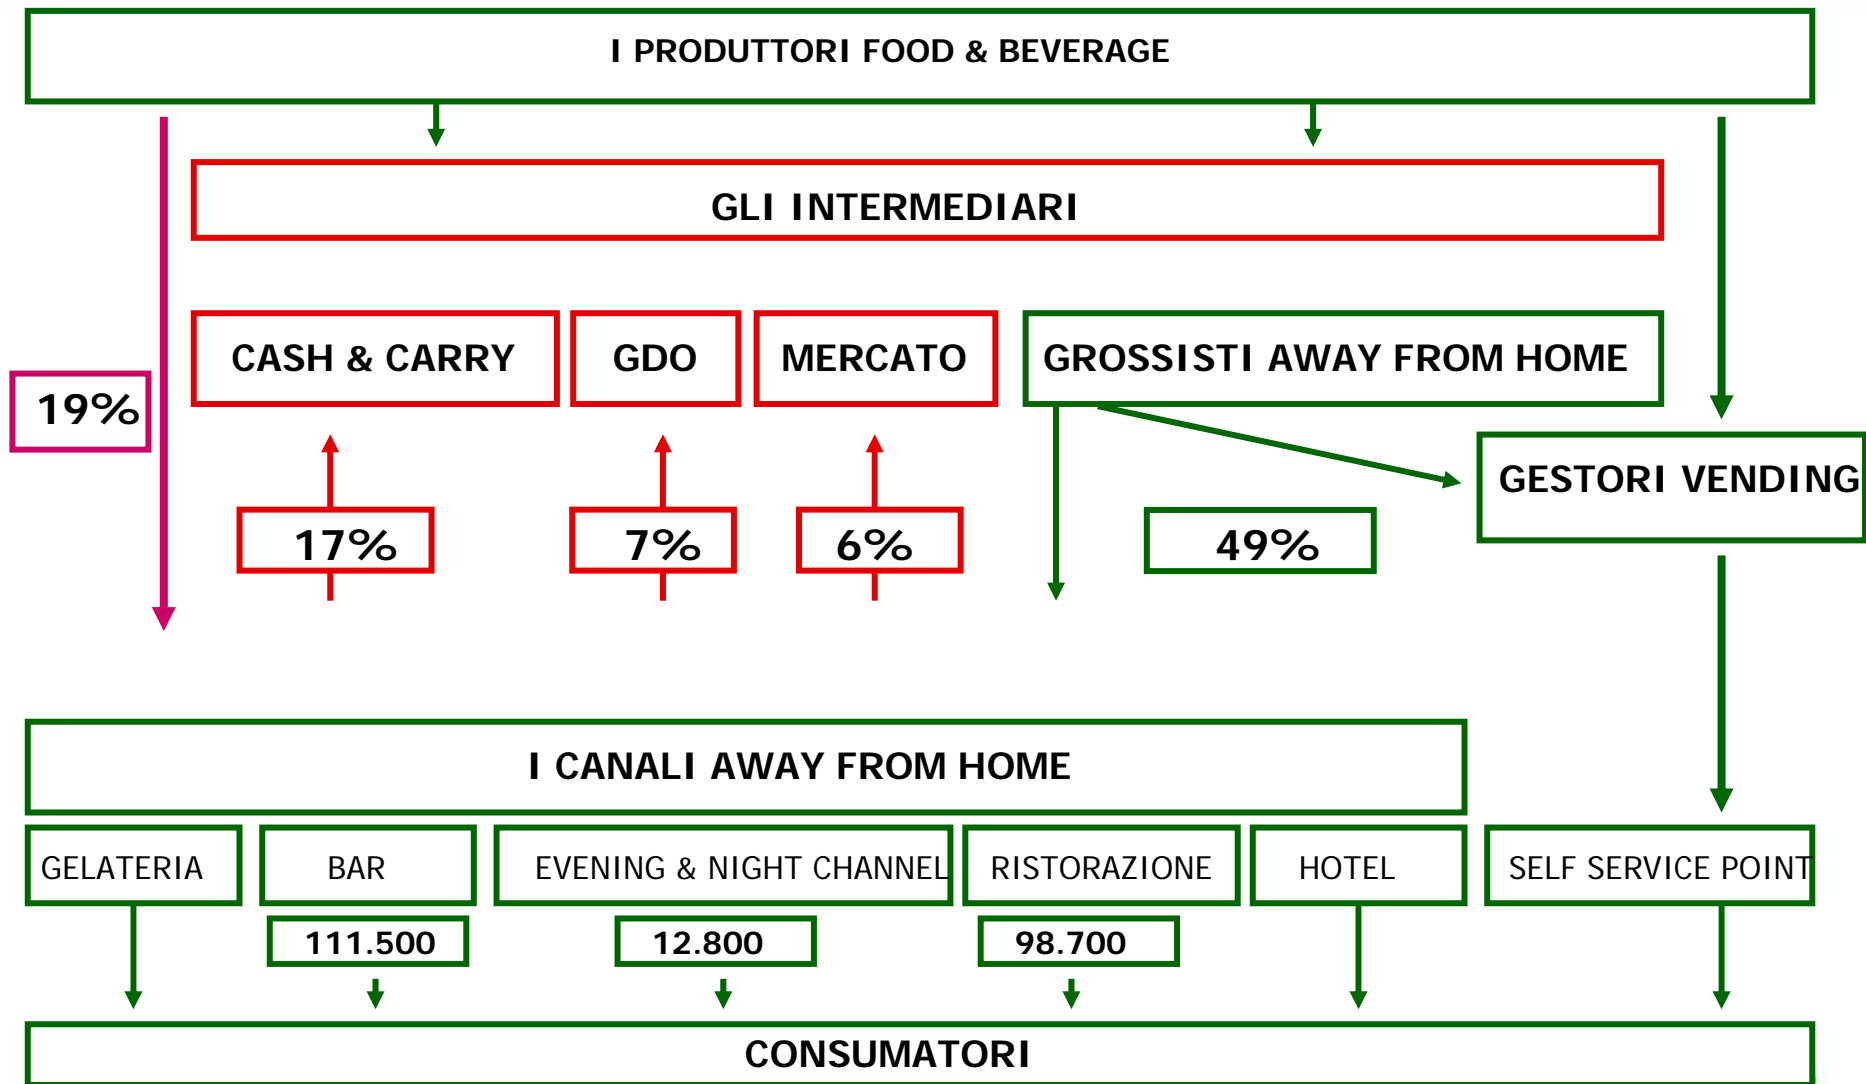 I PRODUTTORI FOOD & BEVERAGE
GLI INTERMEDIARI
CASH & CARRY
GDO
MERCATO
GROSSISTI AWAY FROM HOME
19%
GESTORI VENDING
17%
7%
6%
49%
I CANALI AWAY FROM HOME
GELATERIA
BAR
EVENING & NIGHT CHANNEL
RISTORAZIONE
HOTEL
SELF SERVICE POINT
111.500
12.800
98.700
CONSUMATORI